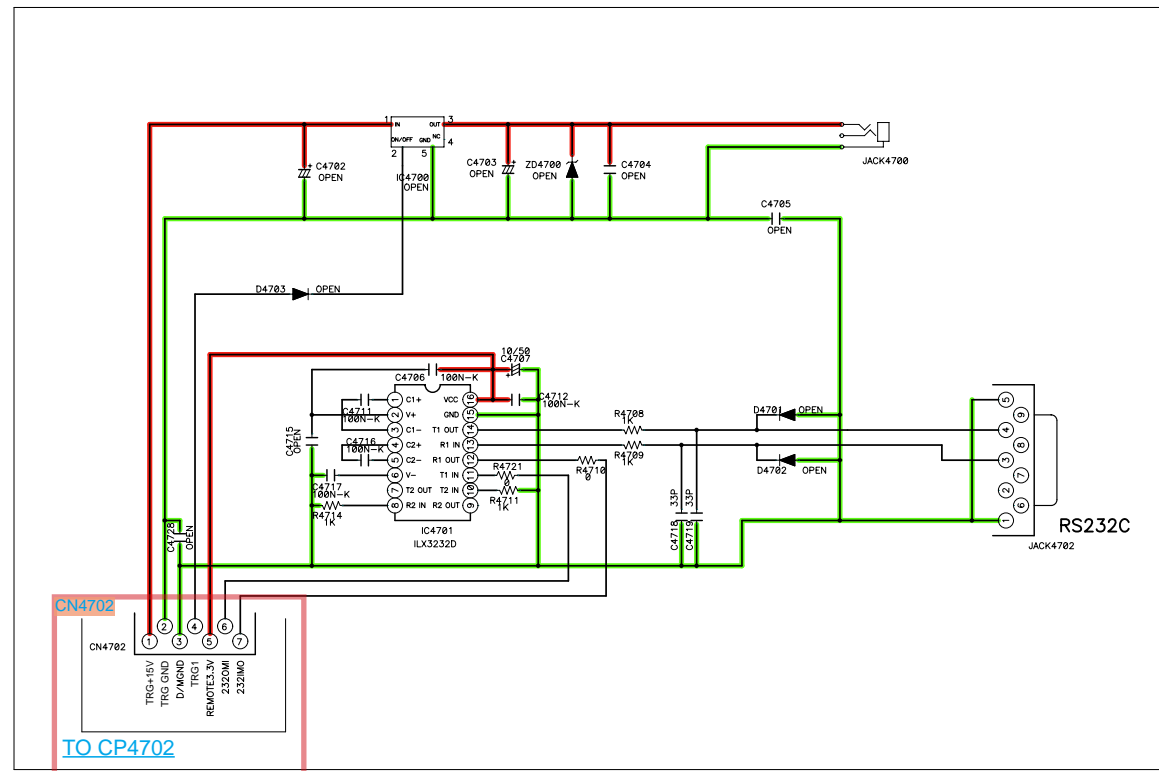 1 IN OUT 3
ON/OFF GND NC 4
2 5
IC4700
OPEN
C4702
OPEN
C4703
OPEN
ZD4700
OPEN
C4704
OPEN
JACK4700
C4705
OPEN
D4703 OPEN
10/50
C4707
C4706 100N-K
C4712
100N-K
1 C1+ VCC 16
2 V+ GND 15
3 C1- T1 OUT 14
4 C2+ R1 IN 13
5 C2- R1 OUT 12
6 V- T1 IN 11
7 T2 OUT T2 IN 10
8 R2 IN R2 OUT 9
IC4701
ILX3232D
C4711
100N-K
C4716
100N-K
C4715
OPEN
C4717
100N-K
R4714
1K
R4708
1K
R4709
1K
R4710
0
R4721
0
R4711
1K
D4701 OPEN
D4702 OPEN
33P
33P
C4718
C4719
C4728
OPEN
5
9
4
8
3
7
2
6
1
RS232C
JACK4702
CN4702
CN4702
2 4 6
1 3 5 7
TRG+15V
TRG GND
D/MGND
TRG1
REMOTE3.3V
232OMI
232IMO
TO CP4702